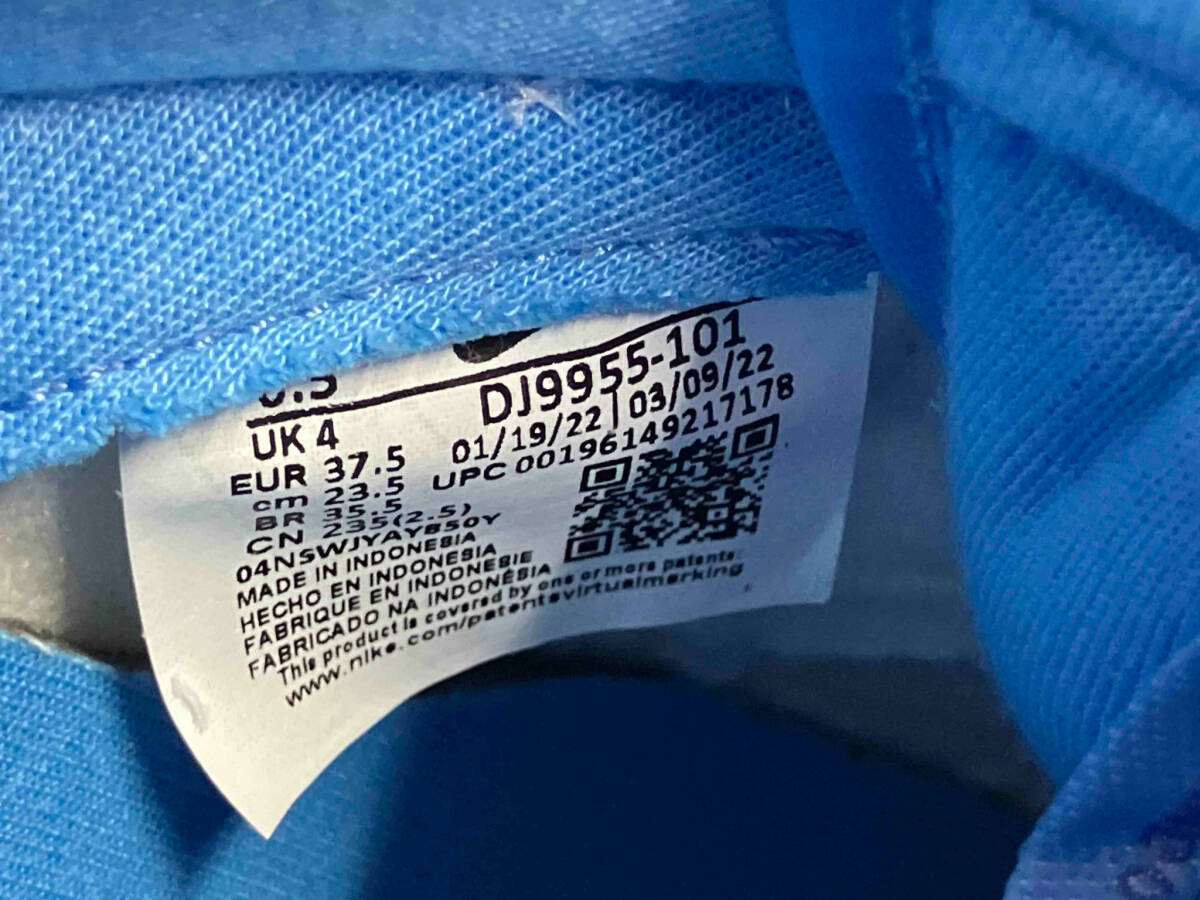 DJ9955-101
UK 4
01/19/22 | 03/09/22
EUR 37.5
UPC 00196149217178
cm 23.5
BR 35.5
CN 235(2.5)
04NSWJYAYB50Y
MADE IN INDONESIA
HECHO EN INDONESIA
FABRIQUE EN INDONESIE
FABRICADO NA INDONÉSIA
This product is covered by one or more patents:
www.nike.com/patentsvirtualmarking